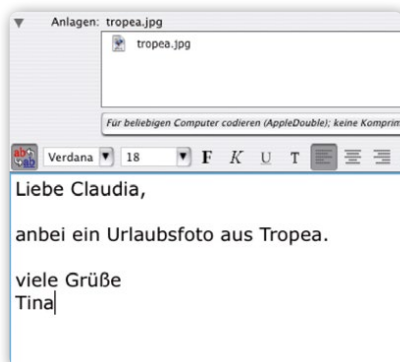 Anlagen: tropea.jpg
tropea.jpg
Für beliebigen Computer codieren (AppleDouble); keine
Verdana 18 F K U T
Liebe Claudia,
anbei ein Urlaubsfoto aus Tropea.
viele Grüße
Tina